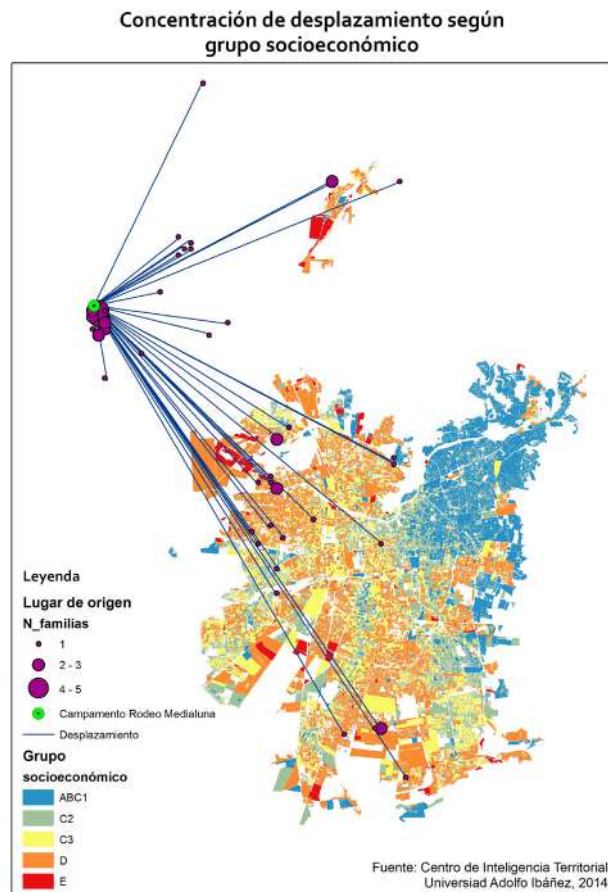 Concentración de desplazamiento según
grupo socioeconómico
Leyenda
Lugar de origen
N_familias
1
2 - 3
4 - 5
Campamento Rodeo Medialuna
Desplazamiento
Grupo
socioeconómico
ABC1
C2
C3
D
E
Fuente: Centro de Inteligencia Territorial
Universiad Adolfo Ibáñez, 2014